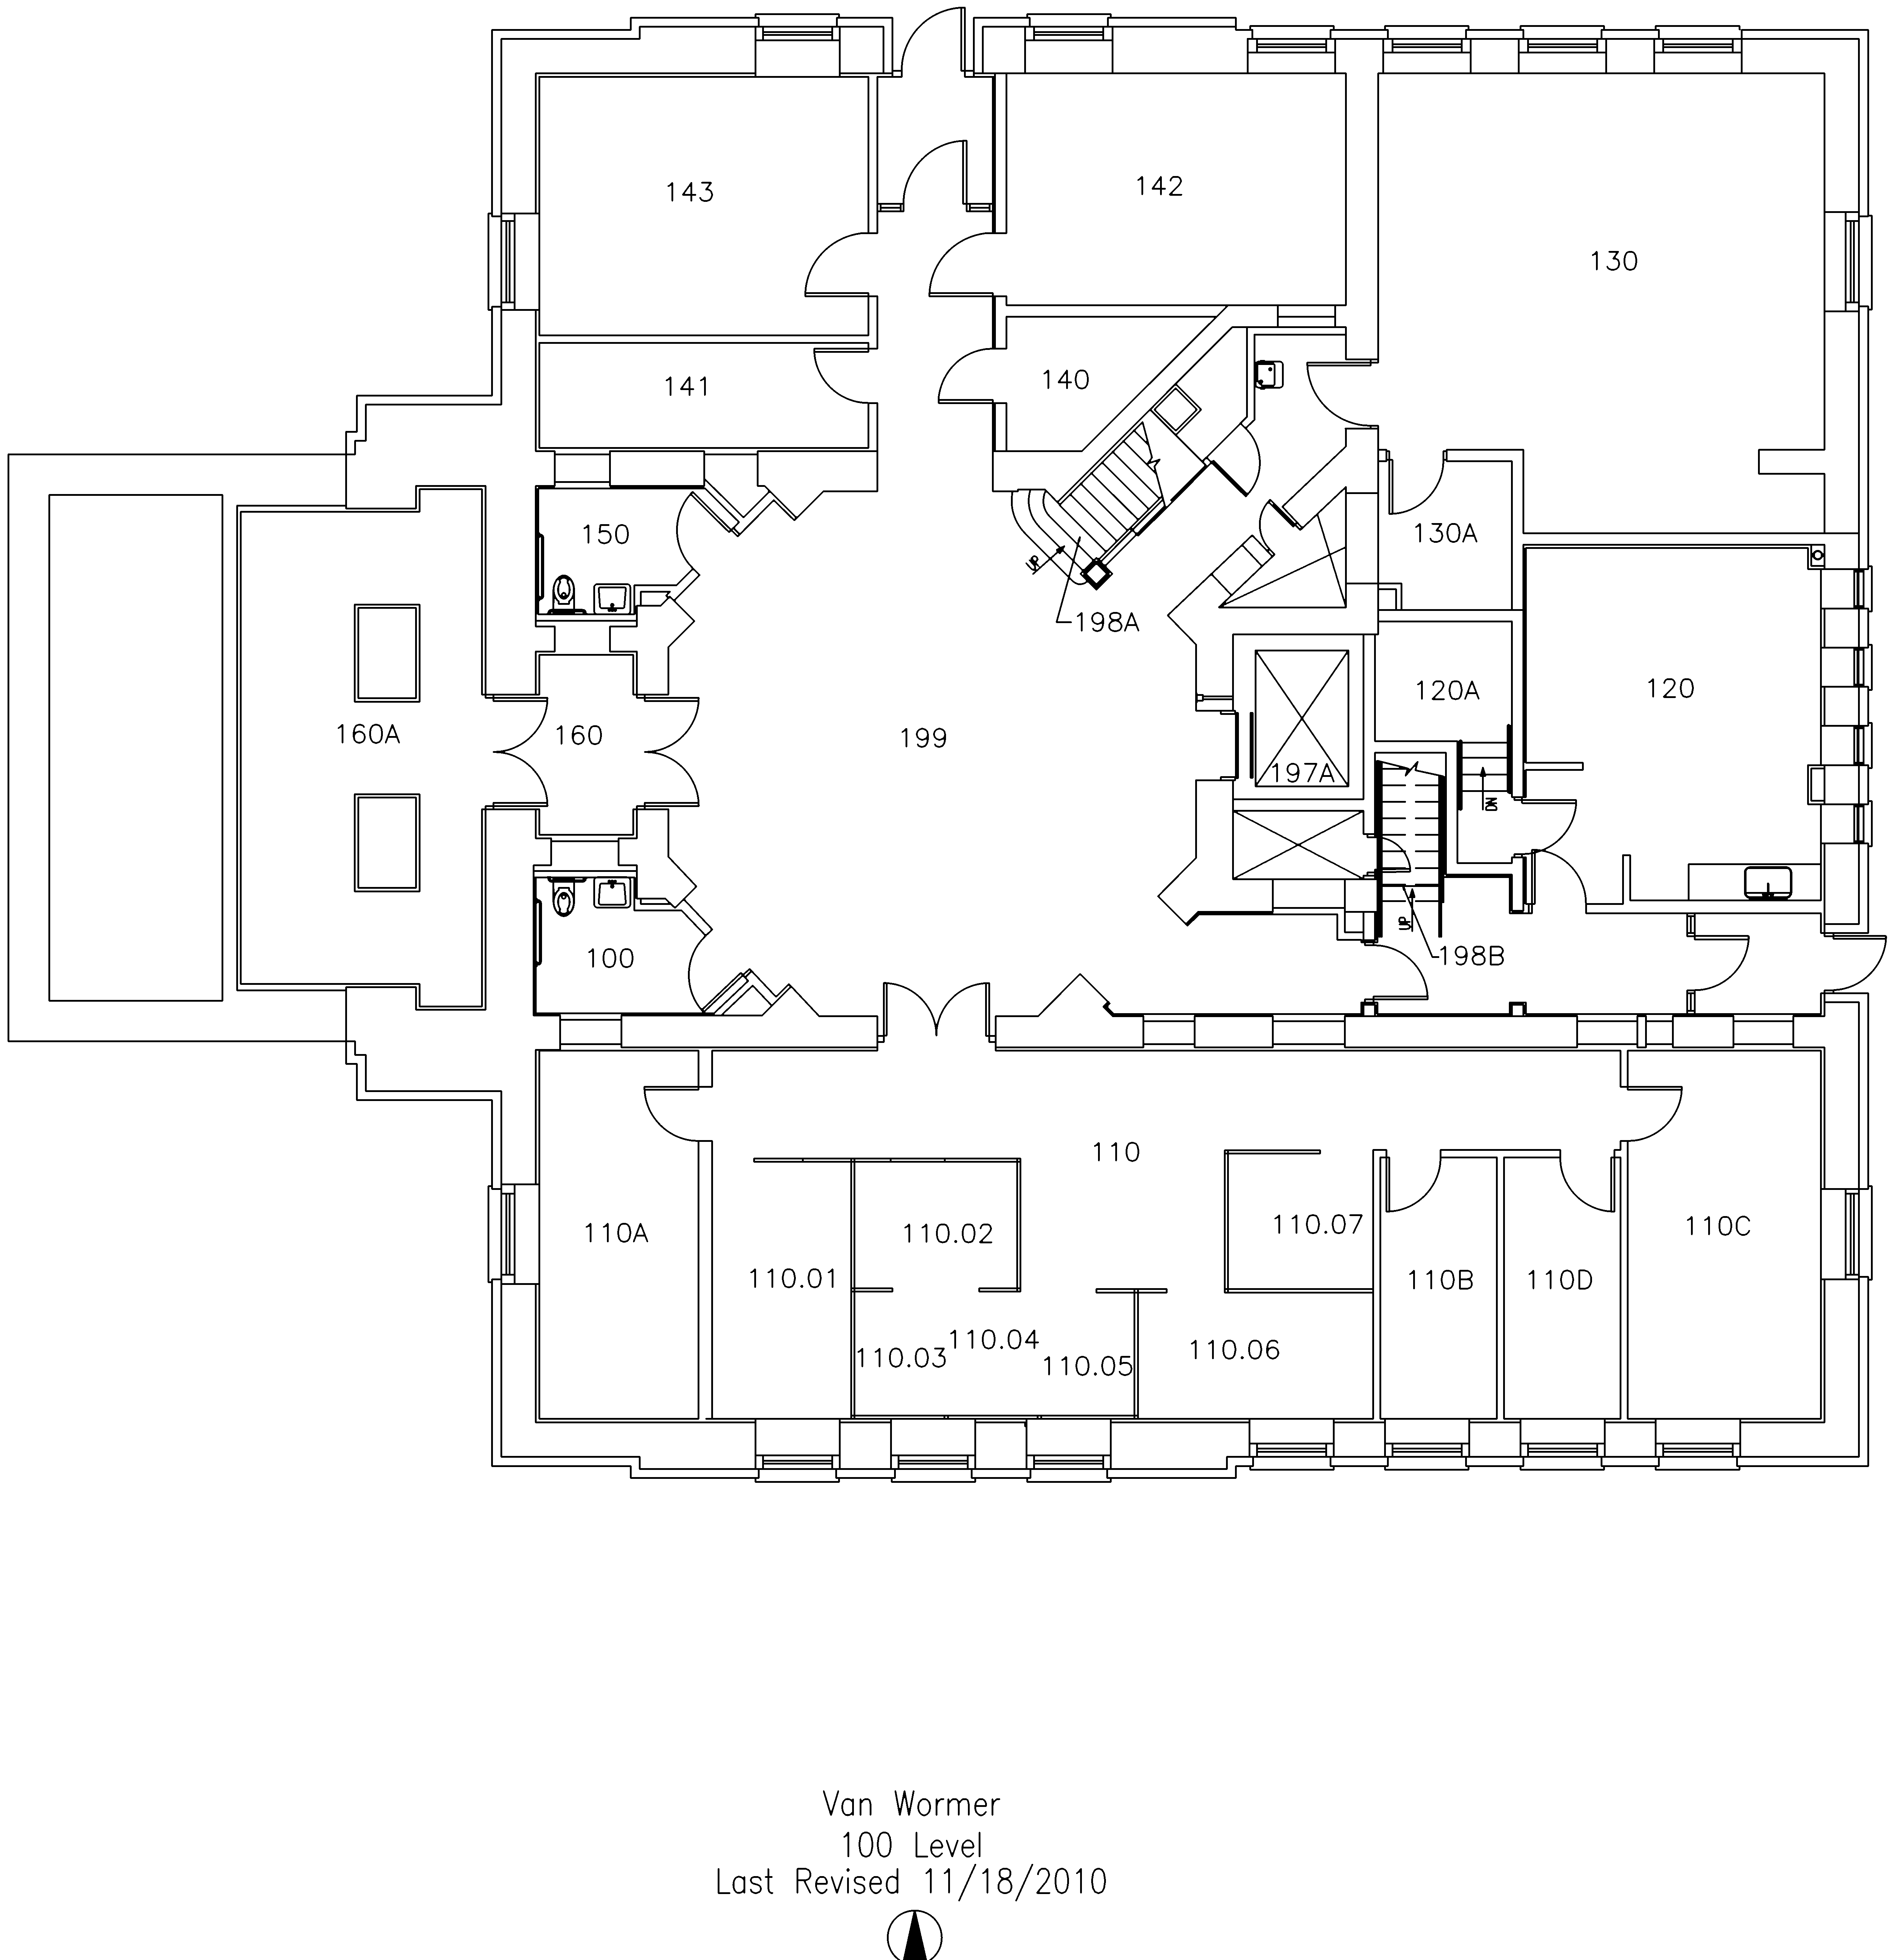 143
142
130
141
140
150
130A
UP
198A
120A
120
160A
160
199
197A
DN
UP
100
198B
110
110A
110.02
110.07
110C
110.01
110B
110D
110.04
110.03
110.05
110.06
Van Wormer
100 Level
Last Revised 11/18/2010